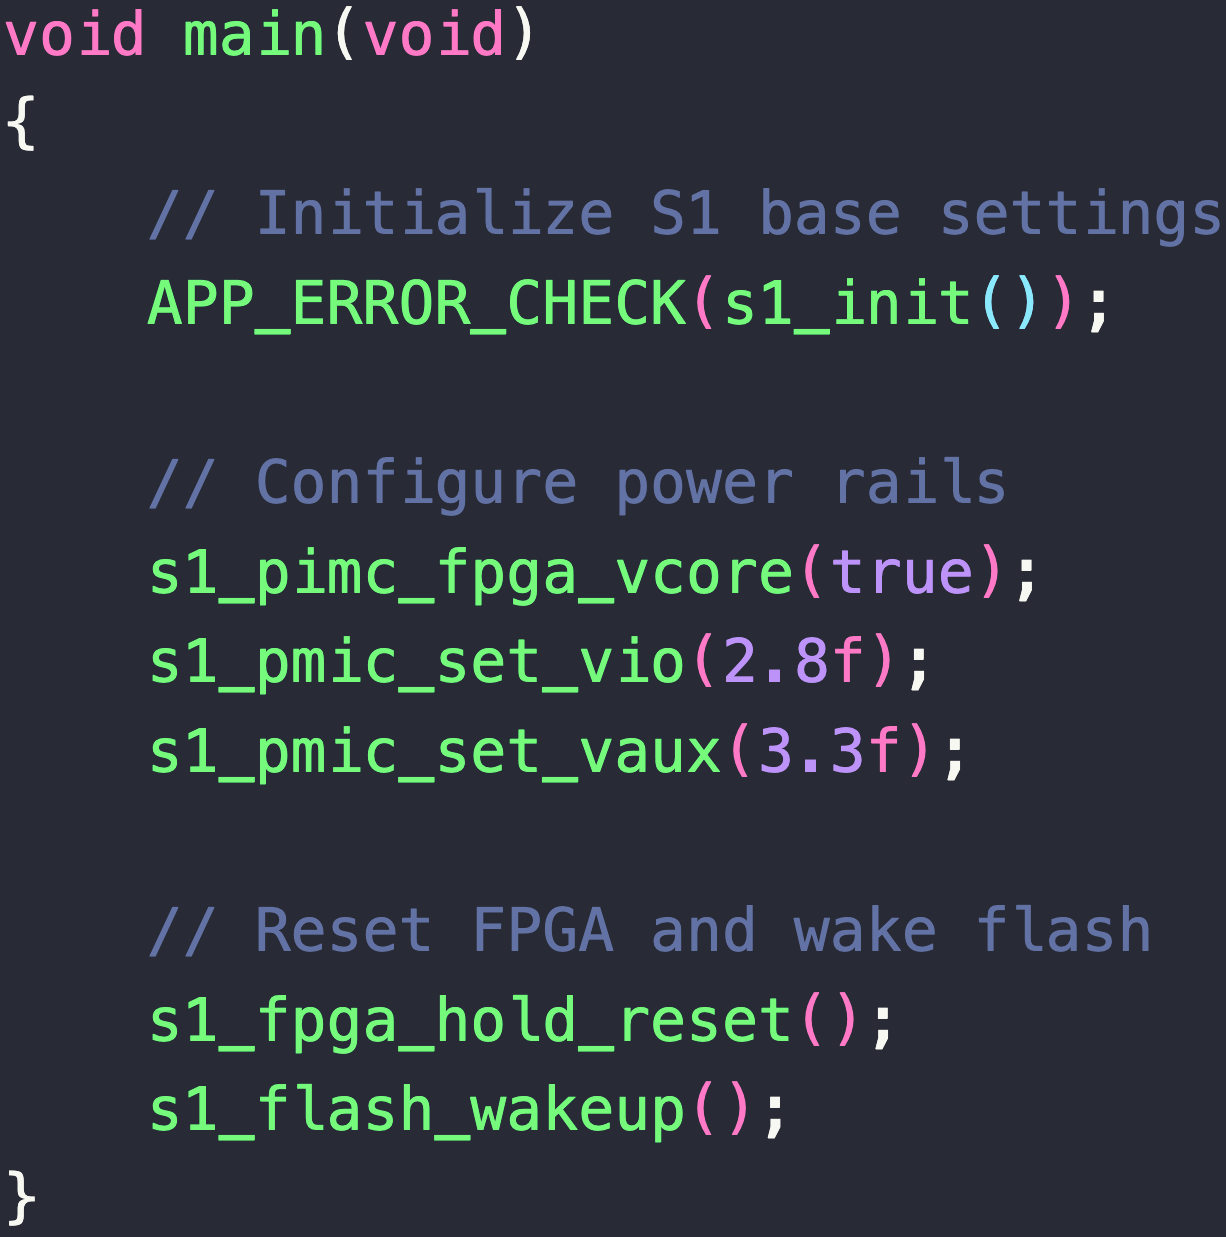 void main(void)
{
    // Initialize S1 base settings
    APP_ERROR_CHECK(s1_init());

    // Configure power rails
    s1_pimc_fpga_vcore(true);
    s1_pmic_set_vio(2.8f);
    s1_pmic_set_vaux(3.3f);

    // Reset FPGA and wake flash
    s1_fpga_hold_reset();
    s1_flash_wakeup();
}